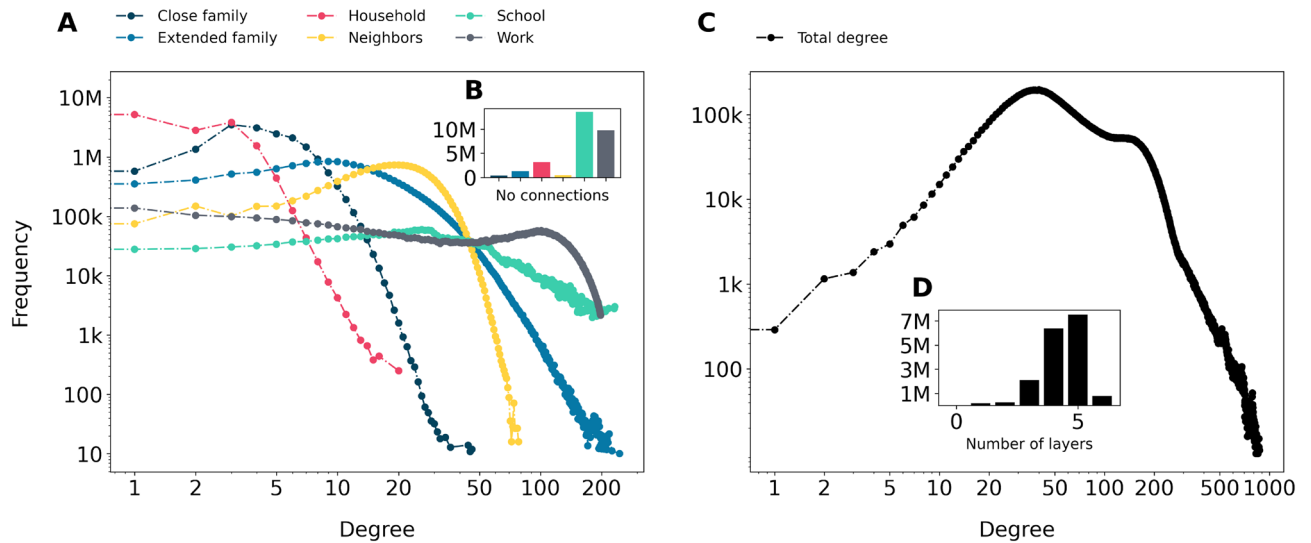 A
Close family
Household
School
Extended family
Neighbors
Work
Frequency
10M
1M
100k
10k
1k
100
10
1 2 5 10 20 50 100 200
Degree
B
10M
5M
0
No connections
C
Total degree
100k
10k
1k
100
1 2 5 10 20 50 100 200 500 1000
Degree
D
7M
5M
3M
1M
0 5
Number of layers